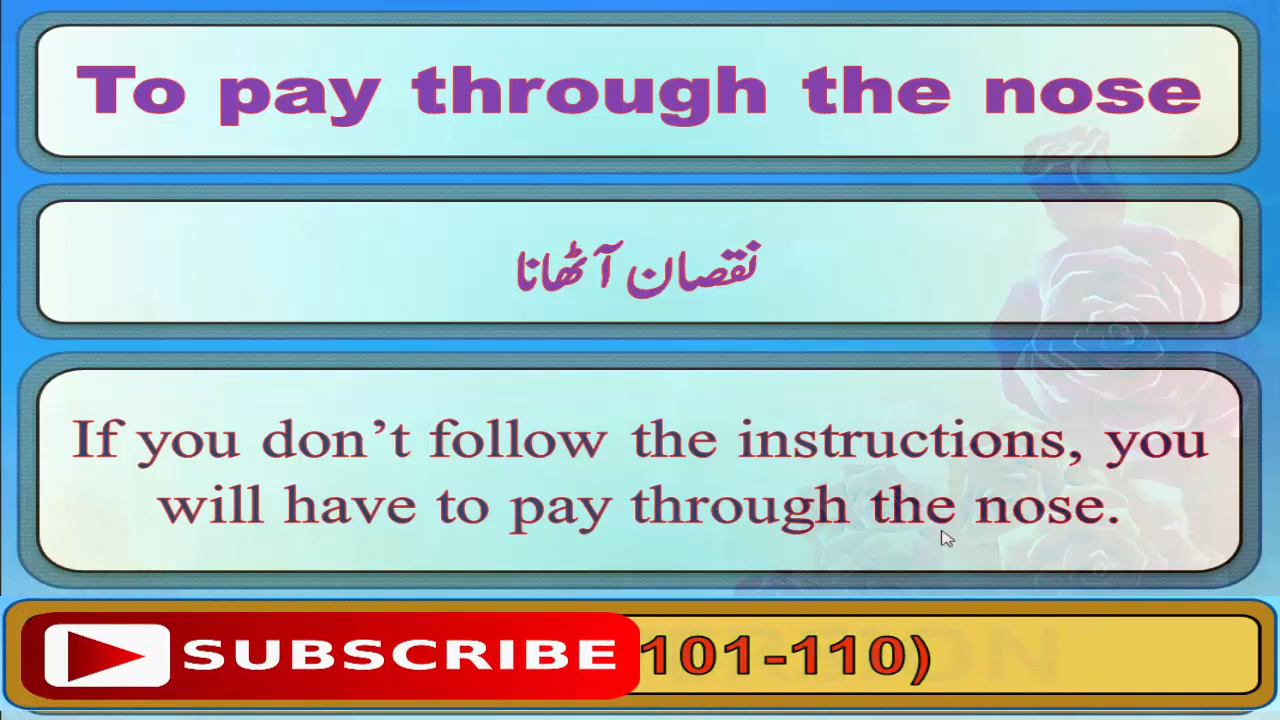 To pay through the nose
نقصان آٹھانا
If you don’t follow the instructions, you
will have to pay through the nose.
SUBSCRIBE 101-110)